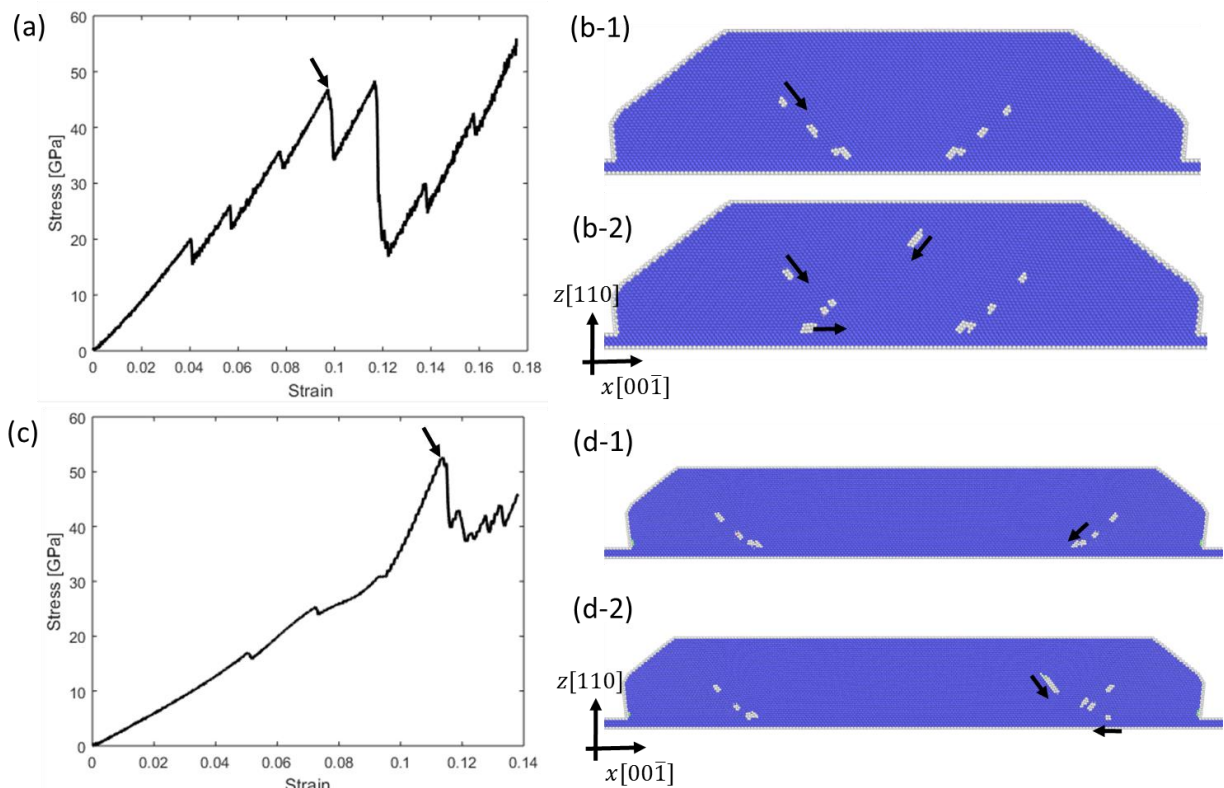 (a)
60
50
40
30
20
10
0
Stress [GPa]
0 0.02 0.04 0.06 0.08 0.1 0.12 0.14 0.16 0.18
Strain
(b-1)
(b-2)
z[110]
x[001̄]
(c)
60
50
40
30
20
10
0
Stress [GPa]
0 0.02 0.04 0.06 0.08 0.1 0.12 0.14
Strain
(d-1)
(d-2)
z[110]
x[001̄]